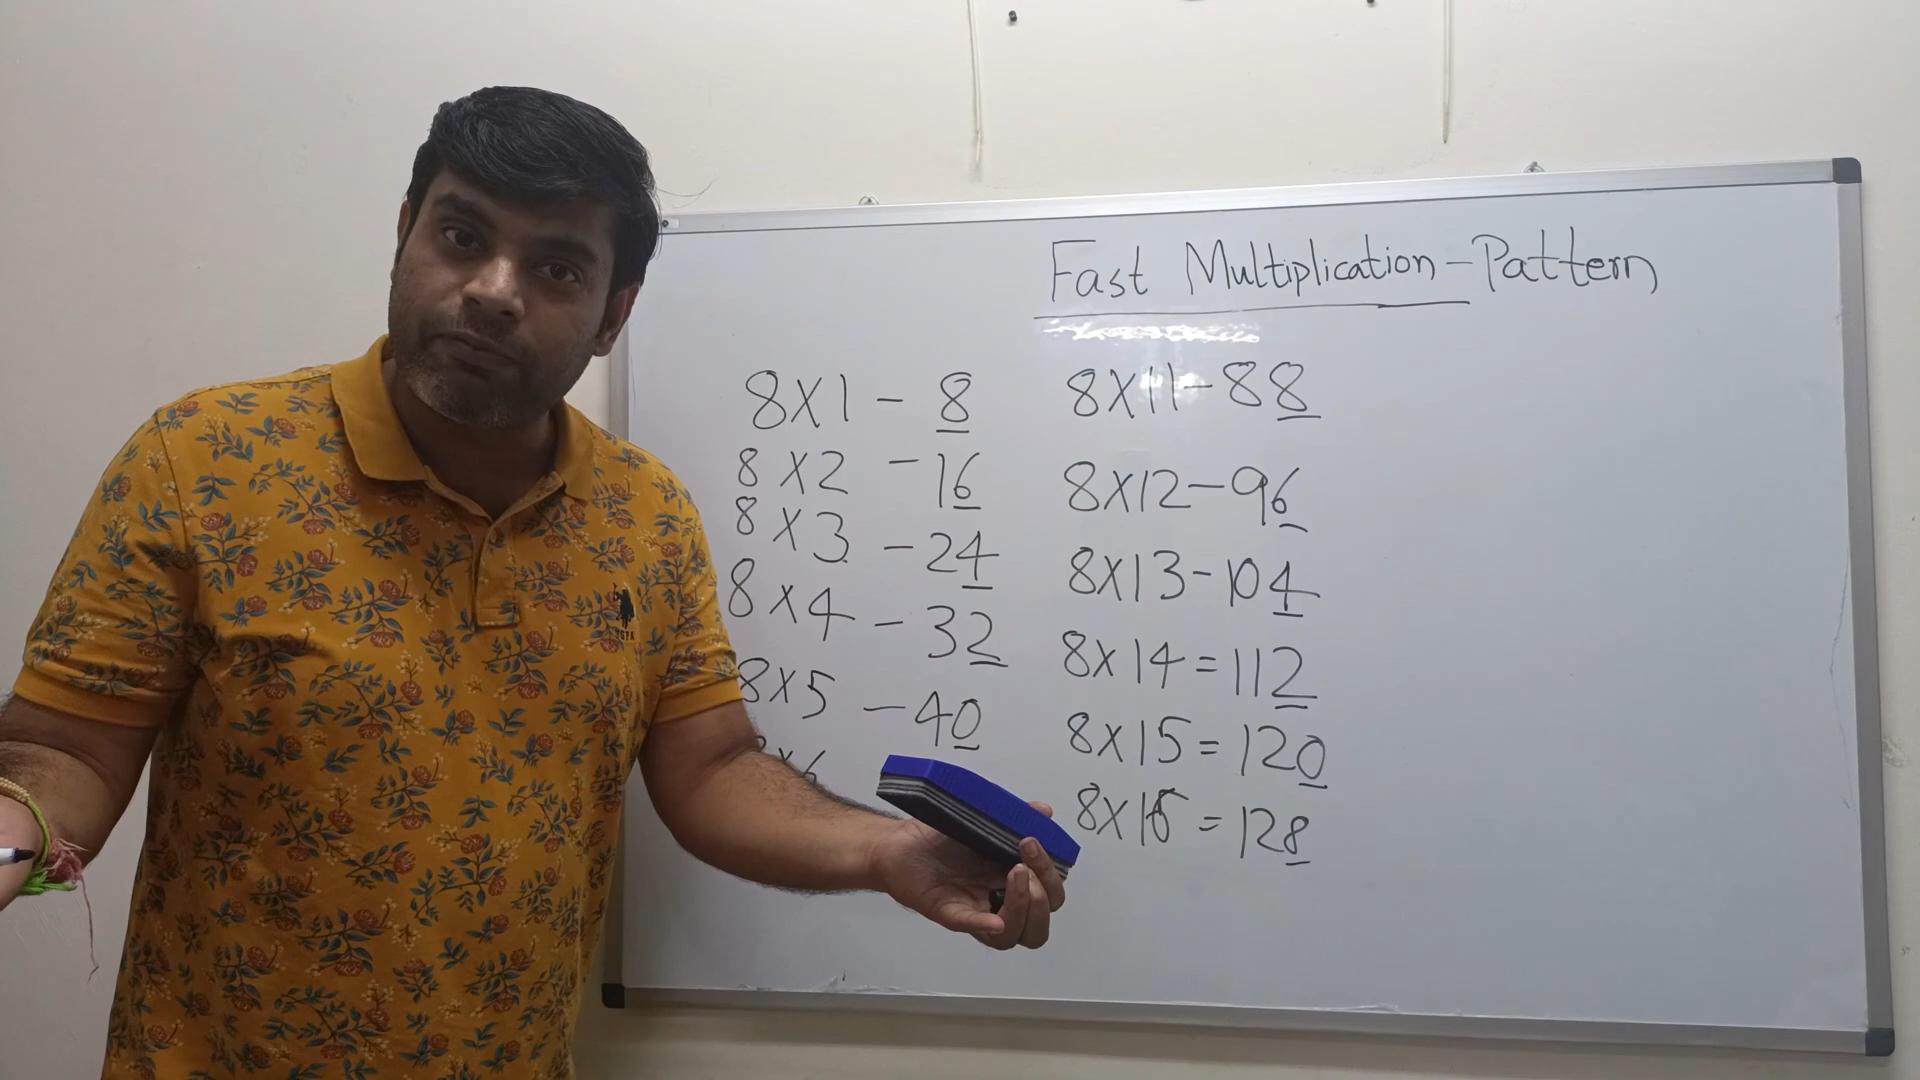 Fast Multiplication - Pattern
8X1 - 8
8X2 - 16
8X3 - 24
8X4 - 32
8X5 - 40
8X11 - 88
8X12 - 96
8X13 - 104
8X14 = 112
8X15 = 120
8X16 = 128